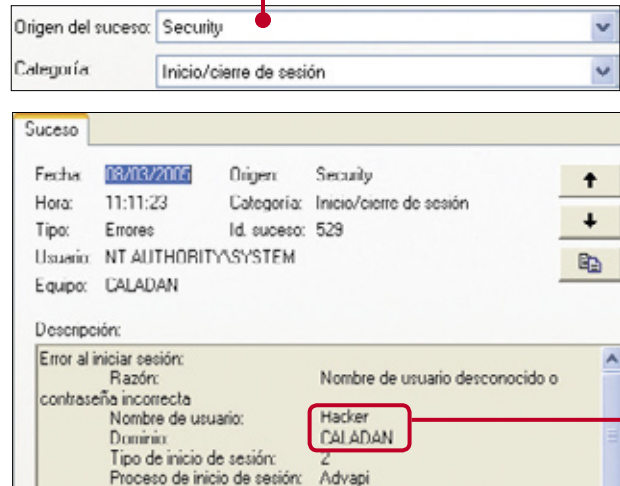 Origen del suceso: Security
Categoría: Inicio/cierre de sesión
Suceso
Fecha: 08/03/2005 Origen: Security
Hora: 11:11:23 Categoría: Inicio/cierre de sesión
Tipo: Errores Id. suceso: 529
Usuario: NT AUTHORITY\SYSTEM
Equipo: CALADAN
Descripción:
Error al iniciar sesión:
Razón: Nombre de usuario desconocido o
contraseña incorrecta
Nombre de usuario: Hacker
Dominio: CALADAN
Tipo de inicio de sesión: 2
Proceso de inicio de sesión: Advapi